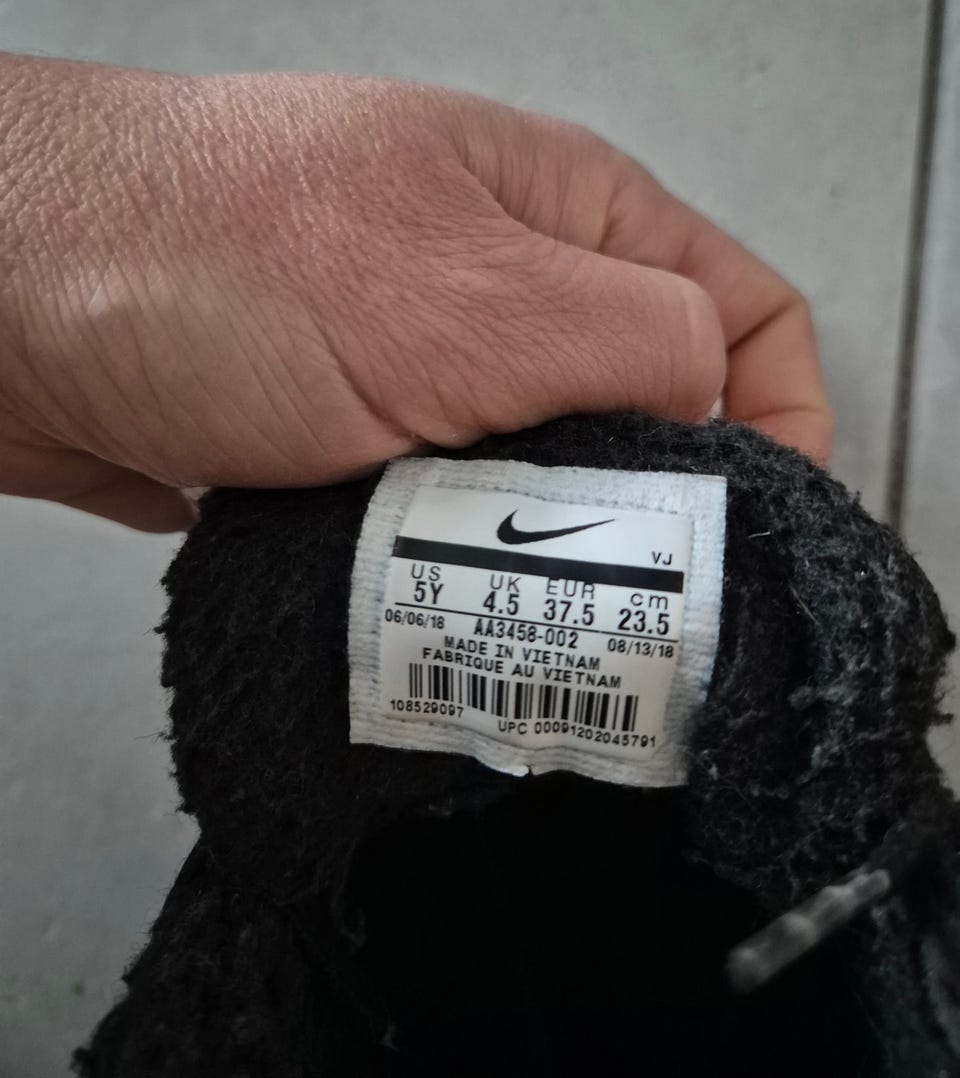 VJ
US UK EUR cm
5Y 4.5 37.5 23.5
06/06/18 AA3458-002 08/13/18
MADE IN VIETNAM
FABRIQUE AU VIETNAM
108529097 UPC 00091202045791